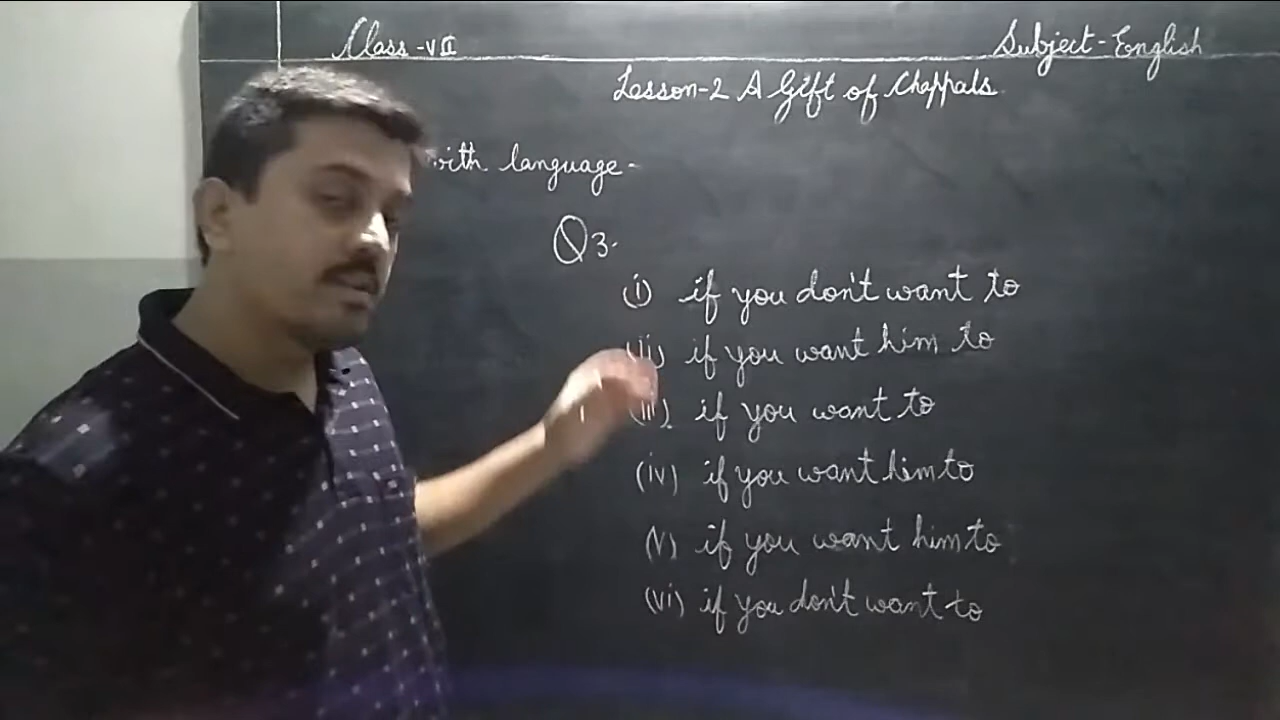 Class - VII
Subject - English
Lesson-2 A Gift of Chappals
with language -
Q3.
(i) if you don't want to
(ii) if you want him to
(iii) if you want to
(iv) if you want him to
(v) if you want him to
(vi) if you don't want to